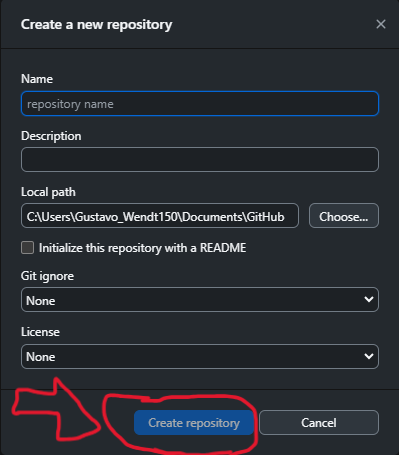 Create a new repository
Name
repository name
Description
Local path
C:\Users\Gustavo_Wendt150\Documents\GitHub
Choose...
Initialize this repository with a README
Git ignore
None
License
None
Create repository
Cancel